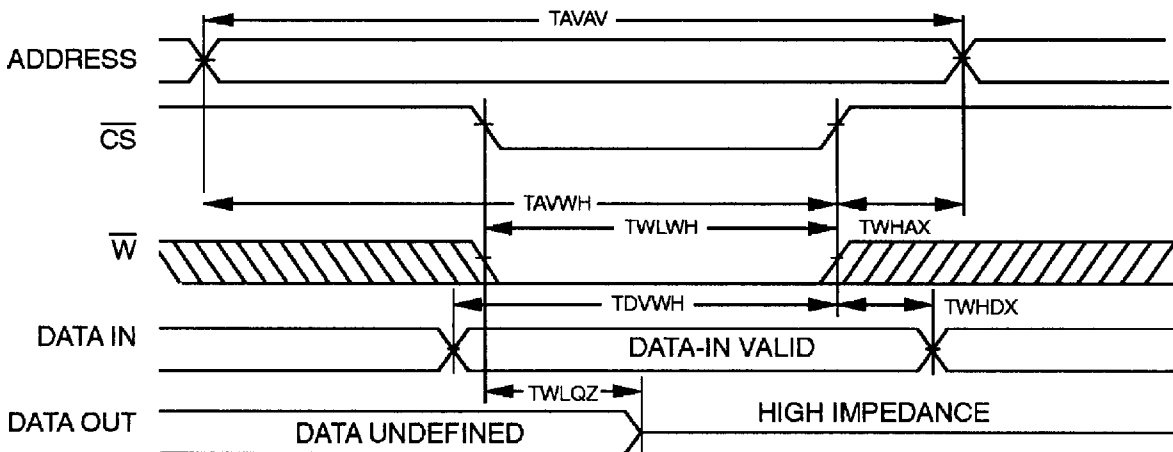 TAVAV
ADDRESS
CS
TAVWH
TWLWH
TWHAX
W
TDVWH
TWHDX
DATA IN
DATA-IN VALID
TWLQZ
DATA OUT
DATA UNDEFINED
HIGH IMPEDANCE